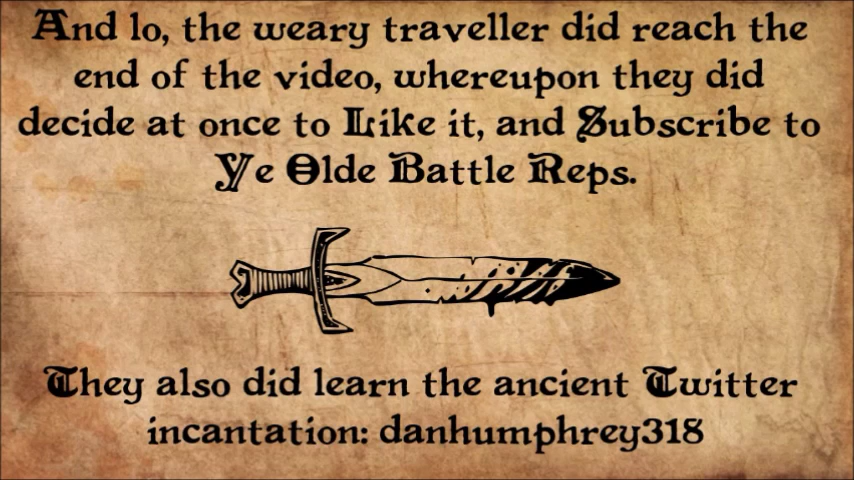 And lo, the weary traveller did reach the
end of the video, whereupon they did
decide at once to Like it, and Subscribe to
Ye Olde Battle Reps.
They also did learn the ancient Twitter
incantation: danhumphrey318